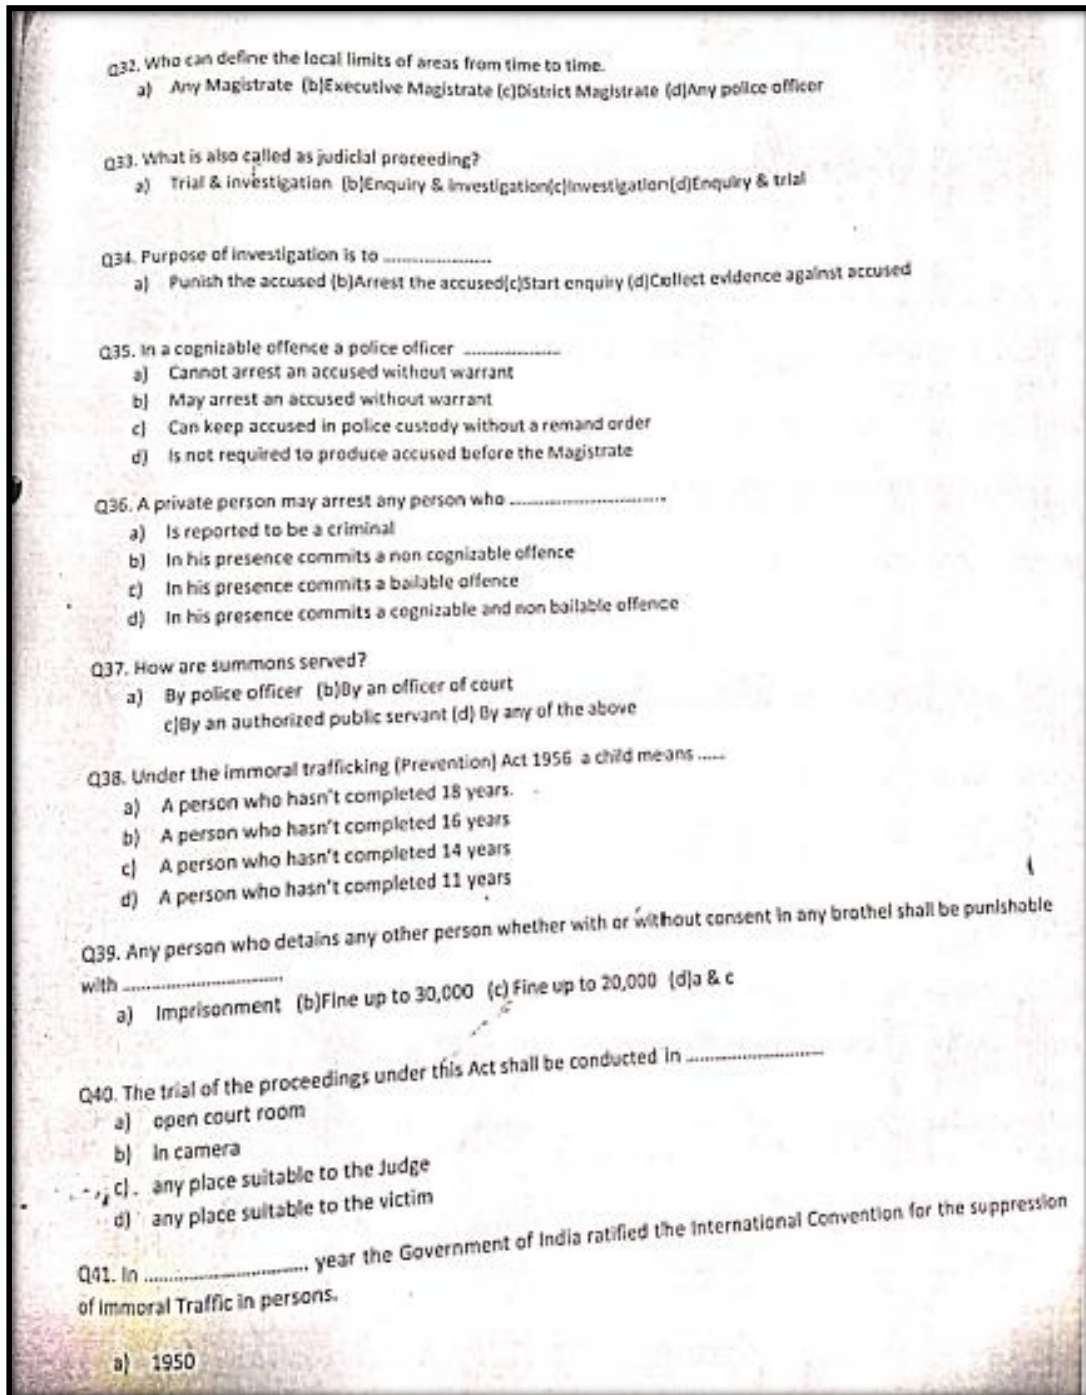 Q32. Who can define the local limits of areas from time to time.
a) Any Magistrate (b)Executive Magistrate (c)District Magistrate (d)Any police officer
Q33. What is also called as judicial proceeding?
a) Trial & investigation (b)Enquiry & investigation(c)Investigation(d)Enquiry & trial
Q34. Purpose of investigation is to ......................
a) Punish the accused (b)Arrest the accused(c)Start enquiry (d)Collect evidence against accused
Q35. In a cognizable offence a police officer ....................
a) Cannot arrest an accused without warrant
b) May arrest an accused without warrant
c) Can keep accused in police custody without a remand order
d) Is not required to produce accused before the Magistrate
Q36. A private person may arrest any person who ................................
a) Is reported to be a criminal
b) In his presence commits a non cognizable offence
c) In his presence commits a bailable offence
d) In his presence commits a cognizable and non bailable offence
Q37. How are summons served?
a) By police officer (b)By an officer of court
c)By an authorized public servant (d) By any of the above
Q38. Under the immoral trafficking (Prevention) Act 1956 a child means .....
a) A person who hasn't completed 18 years.
b) A person who hasn't completed 16 years
c) A person who hasn't completed 14 years
d) A person who hasn't completed 11 years
Q39. Any person who detains any other person whether with or without consent in any brothel shall be punishable
with ................................
a) Imprisonment (b)Fine up to 30,000 (c) Fine up to 20,000 (d)a & c
Q40. The trial of the proceedings under this Act shall be conducted in ............................
a) open court room
b) in camera
c). any place suitable to the Judge
d) any place suitable to the victim
Q41. In ................................ year the Government of India ratified the International Convention for the suppression
of Immoral Traffic in persons.
a) 1950